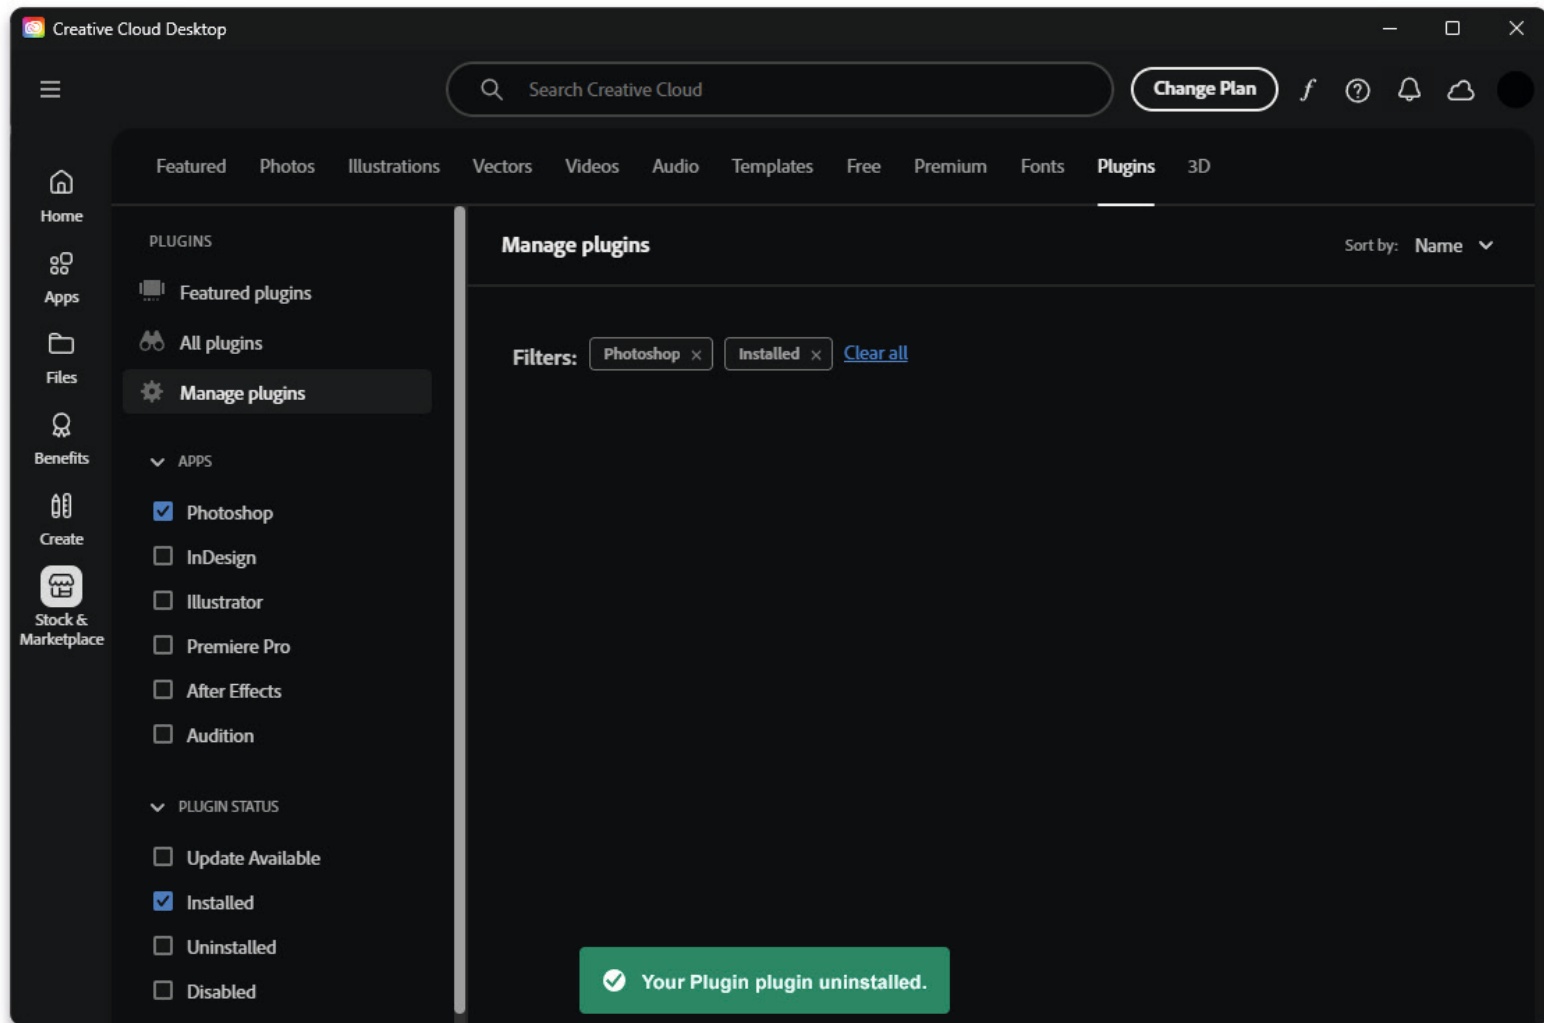 Creative Cloud Desktop
Search Creative Cloud
Change Plan
Featured Photos Illustrations Vectors Videos Audio Templates Free Premium Fonts Plugins 3D
Home
Apps
Files
Benefits
Create
Stock &
Marketplace
PLUGINS
Featured plugins
All plugins
Manage plugins
APPS
Photoshop
InDesign
Illustrator
Premiere Pro
After Effects
Audition
PLUGIN STATUS
Update Available
Installed
Uninstalled
Disabled
Manage plugins
Sort by: Name
Filters: Photoshop Installed Clear all
Your Plugin plugin uninstalled.